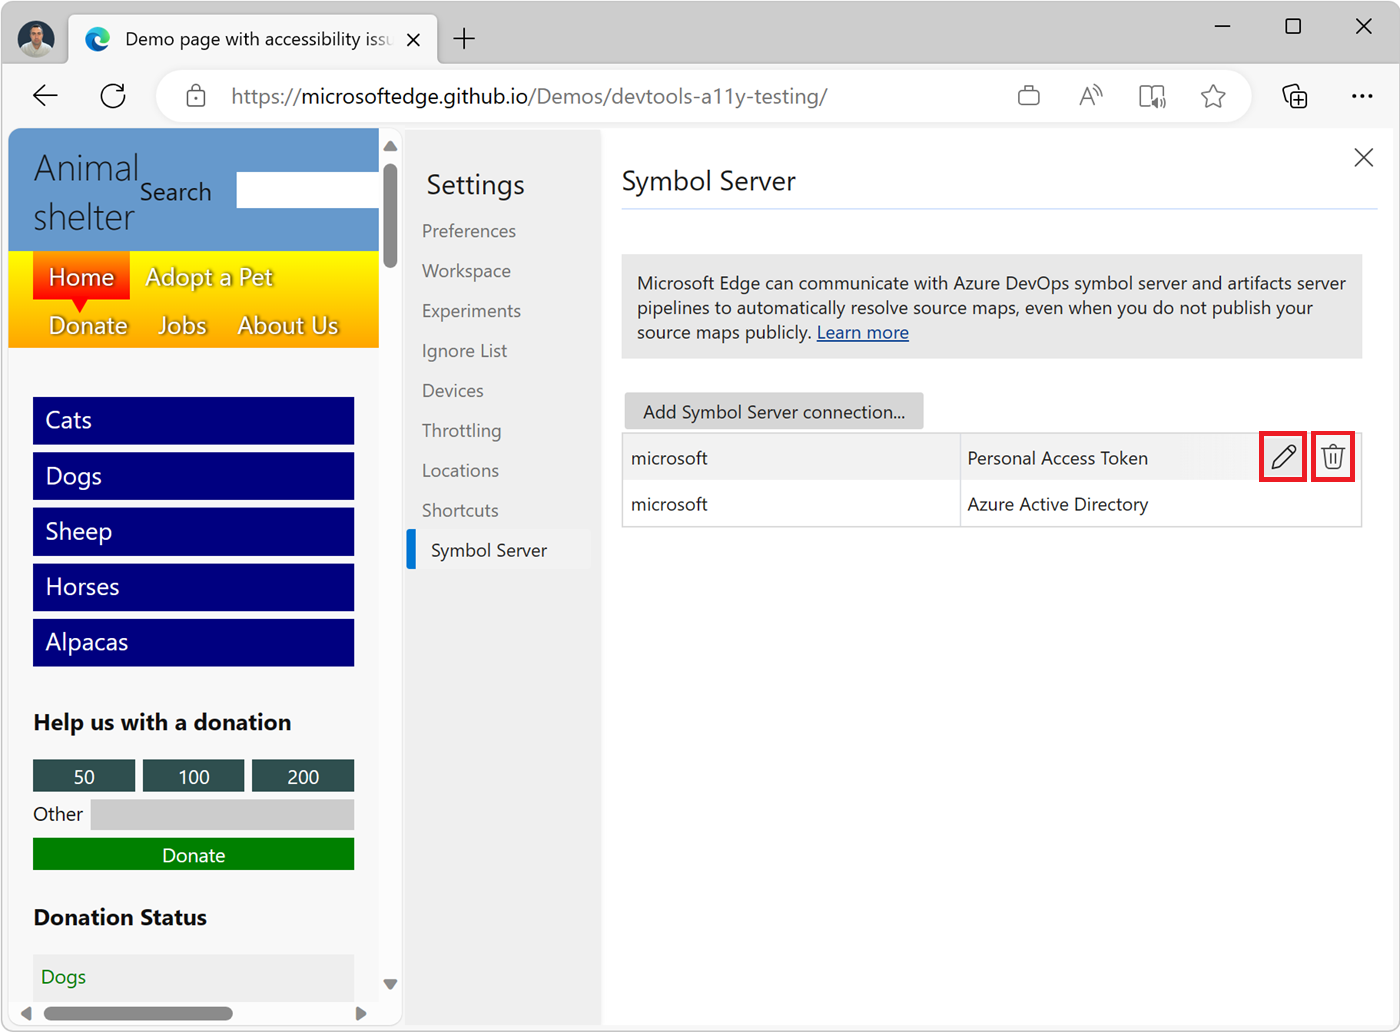 Demo page with accessibility issu
https://microsoftedge.github.io/Demos/devtools-a11y-testing/
Animal
shelter
Search
Home
Adopt a Pet
Donate
Jobs
About Us
Cats
Dogs
Sheep
Horses
Alpacas
Help us with a donation
50
100
200
Other
Donate
Donation Status
Dogs
Settings
Preferences
Workspace
Experiments
Ignore List
Devices
Throttling
Locations
Shortcuts
Symbol Server
Symbol Server
Microsoft Edge can communicate with Azure DevOps symbol server and artifacts server
pipelines to automatically resolve source maps, even when you do not publish your
source maps publicly. Learn more
Add Symbol Server connection...
microsoft
Personal Access Token
microsoft
Azure Active Directory